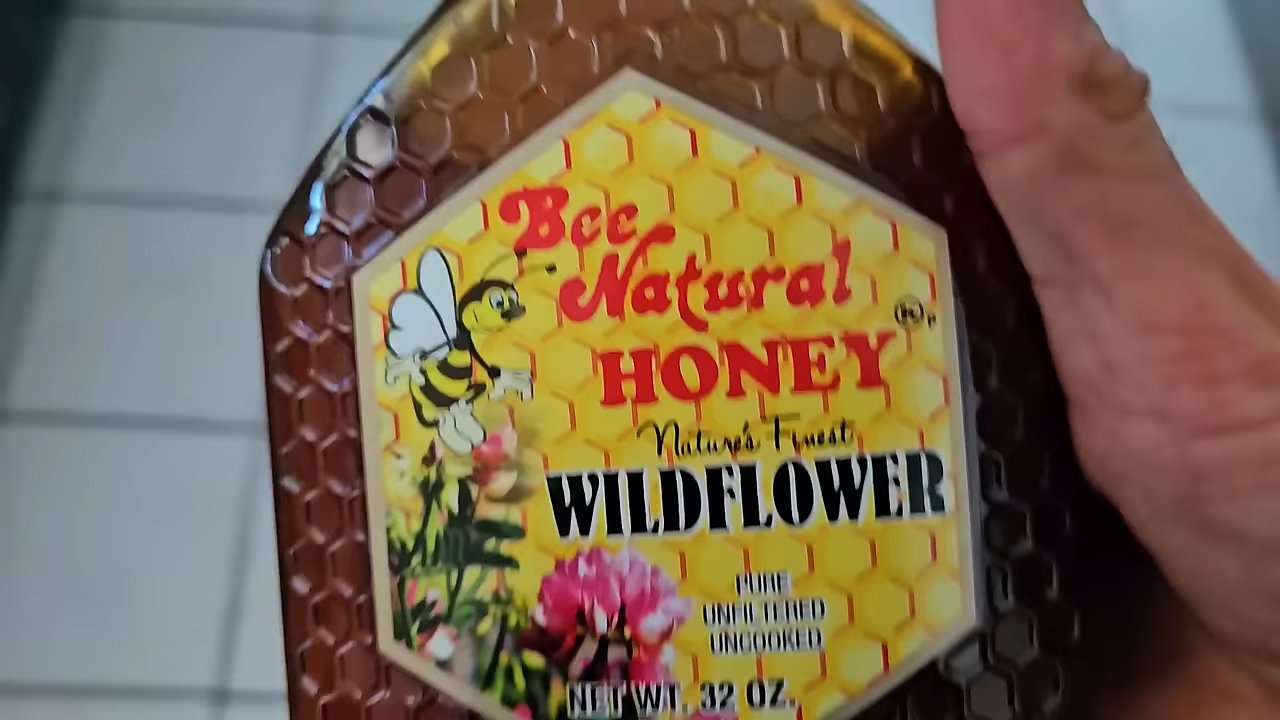 Bee
Natural
HONEY®
Nature's Finest
WILDFLOWER
PURE
UNFILTERED
UNCOOKED
NET WT. 32 OZ.